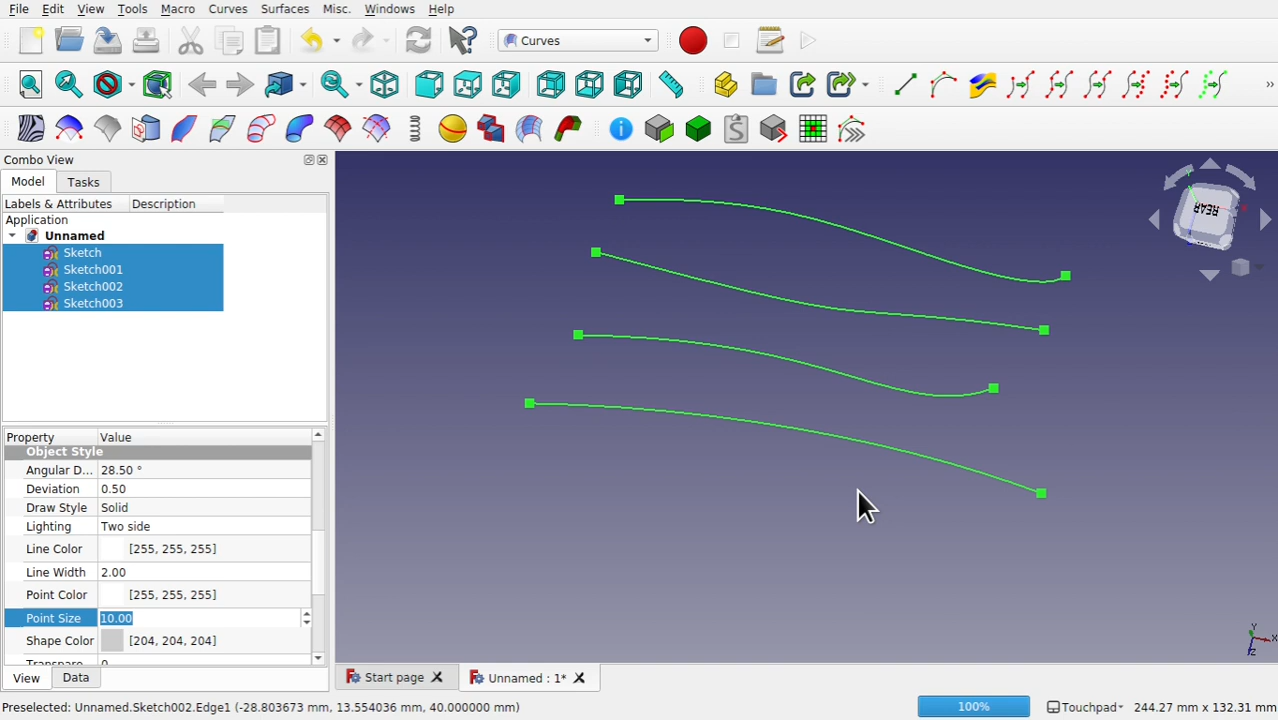 File Edit View Tools Macro Curves Surfaces Misc. Windows Help
Curves
Combo View
Model Tasks
Labels & Attributes Description
Application
Unnamed
Sketch
Sketch001
Sketch002
Sketch003
Property Value
Object Style
Angular D... 28.50 °
Deviation 0.50
Draw Style Solid
Lighting Two side
Line Color [255, 255, 255]
Line Width 2.00
Point Color [255, 255, 255]
Point Size 10.00
Shape Color [204, 204, 204]
Transpare 0
View Data
REAR
Y
X
Z
Start page Unnamed : 1*
Preselected: Unnamed.Sketch002.Edge1 (-28.803673 mm, 13.554036 mm, 40.000000 mm) 100% Touchpad 244.27 mm x 132.31 mm